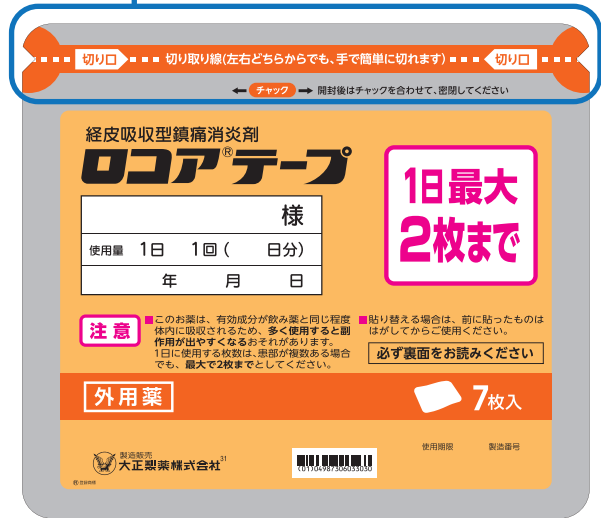 切り口 切り取り線(左右どちらからでも、手で簡単に切れます) 切り口
← チャック → 開封後はチャックを合わせて、密閉してください
経皮吸収型鎮痛消炎剤
ロコア®テープ
1日最大
2枚まで
様
使用量 1日 1回( 日分)
年 月 日
注意
■このお薬は、有効成分が飲み薬と同じ程度
体内に吸収されるため、多く使用すると副
作用が出やすくなるおそれがあります。
1日に使用する枚数は、患部が複数ある場合
でも、最大で2枚までとしてください。
■貼り替える場合は、前に貼ったものは
はがしてからご使用ください。
必ず裏面をお読みください
外用薬
7枚入
使用期限 製造番号
製造販売
大正製薬株式会社31
(01)04987306033030
®登録商標